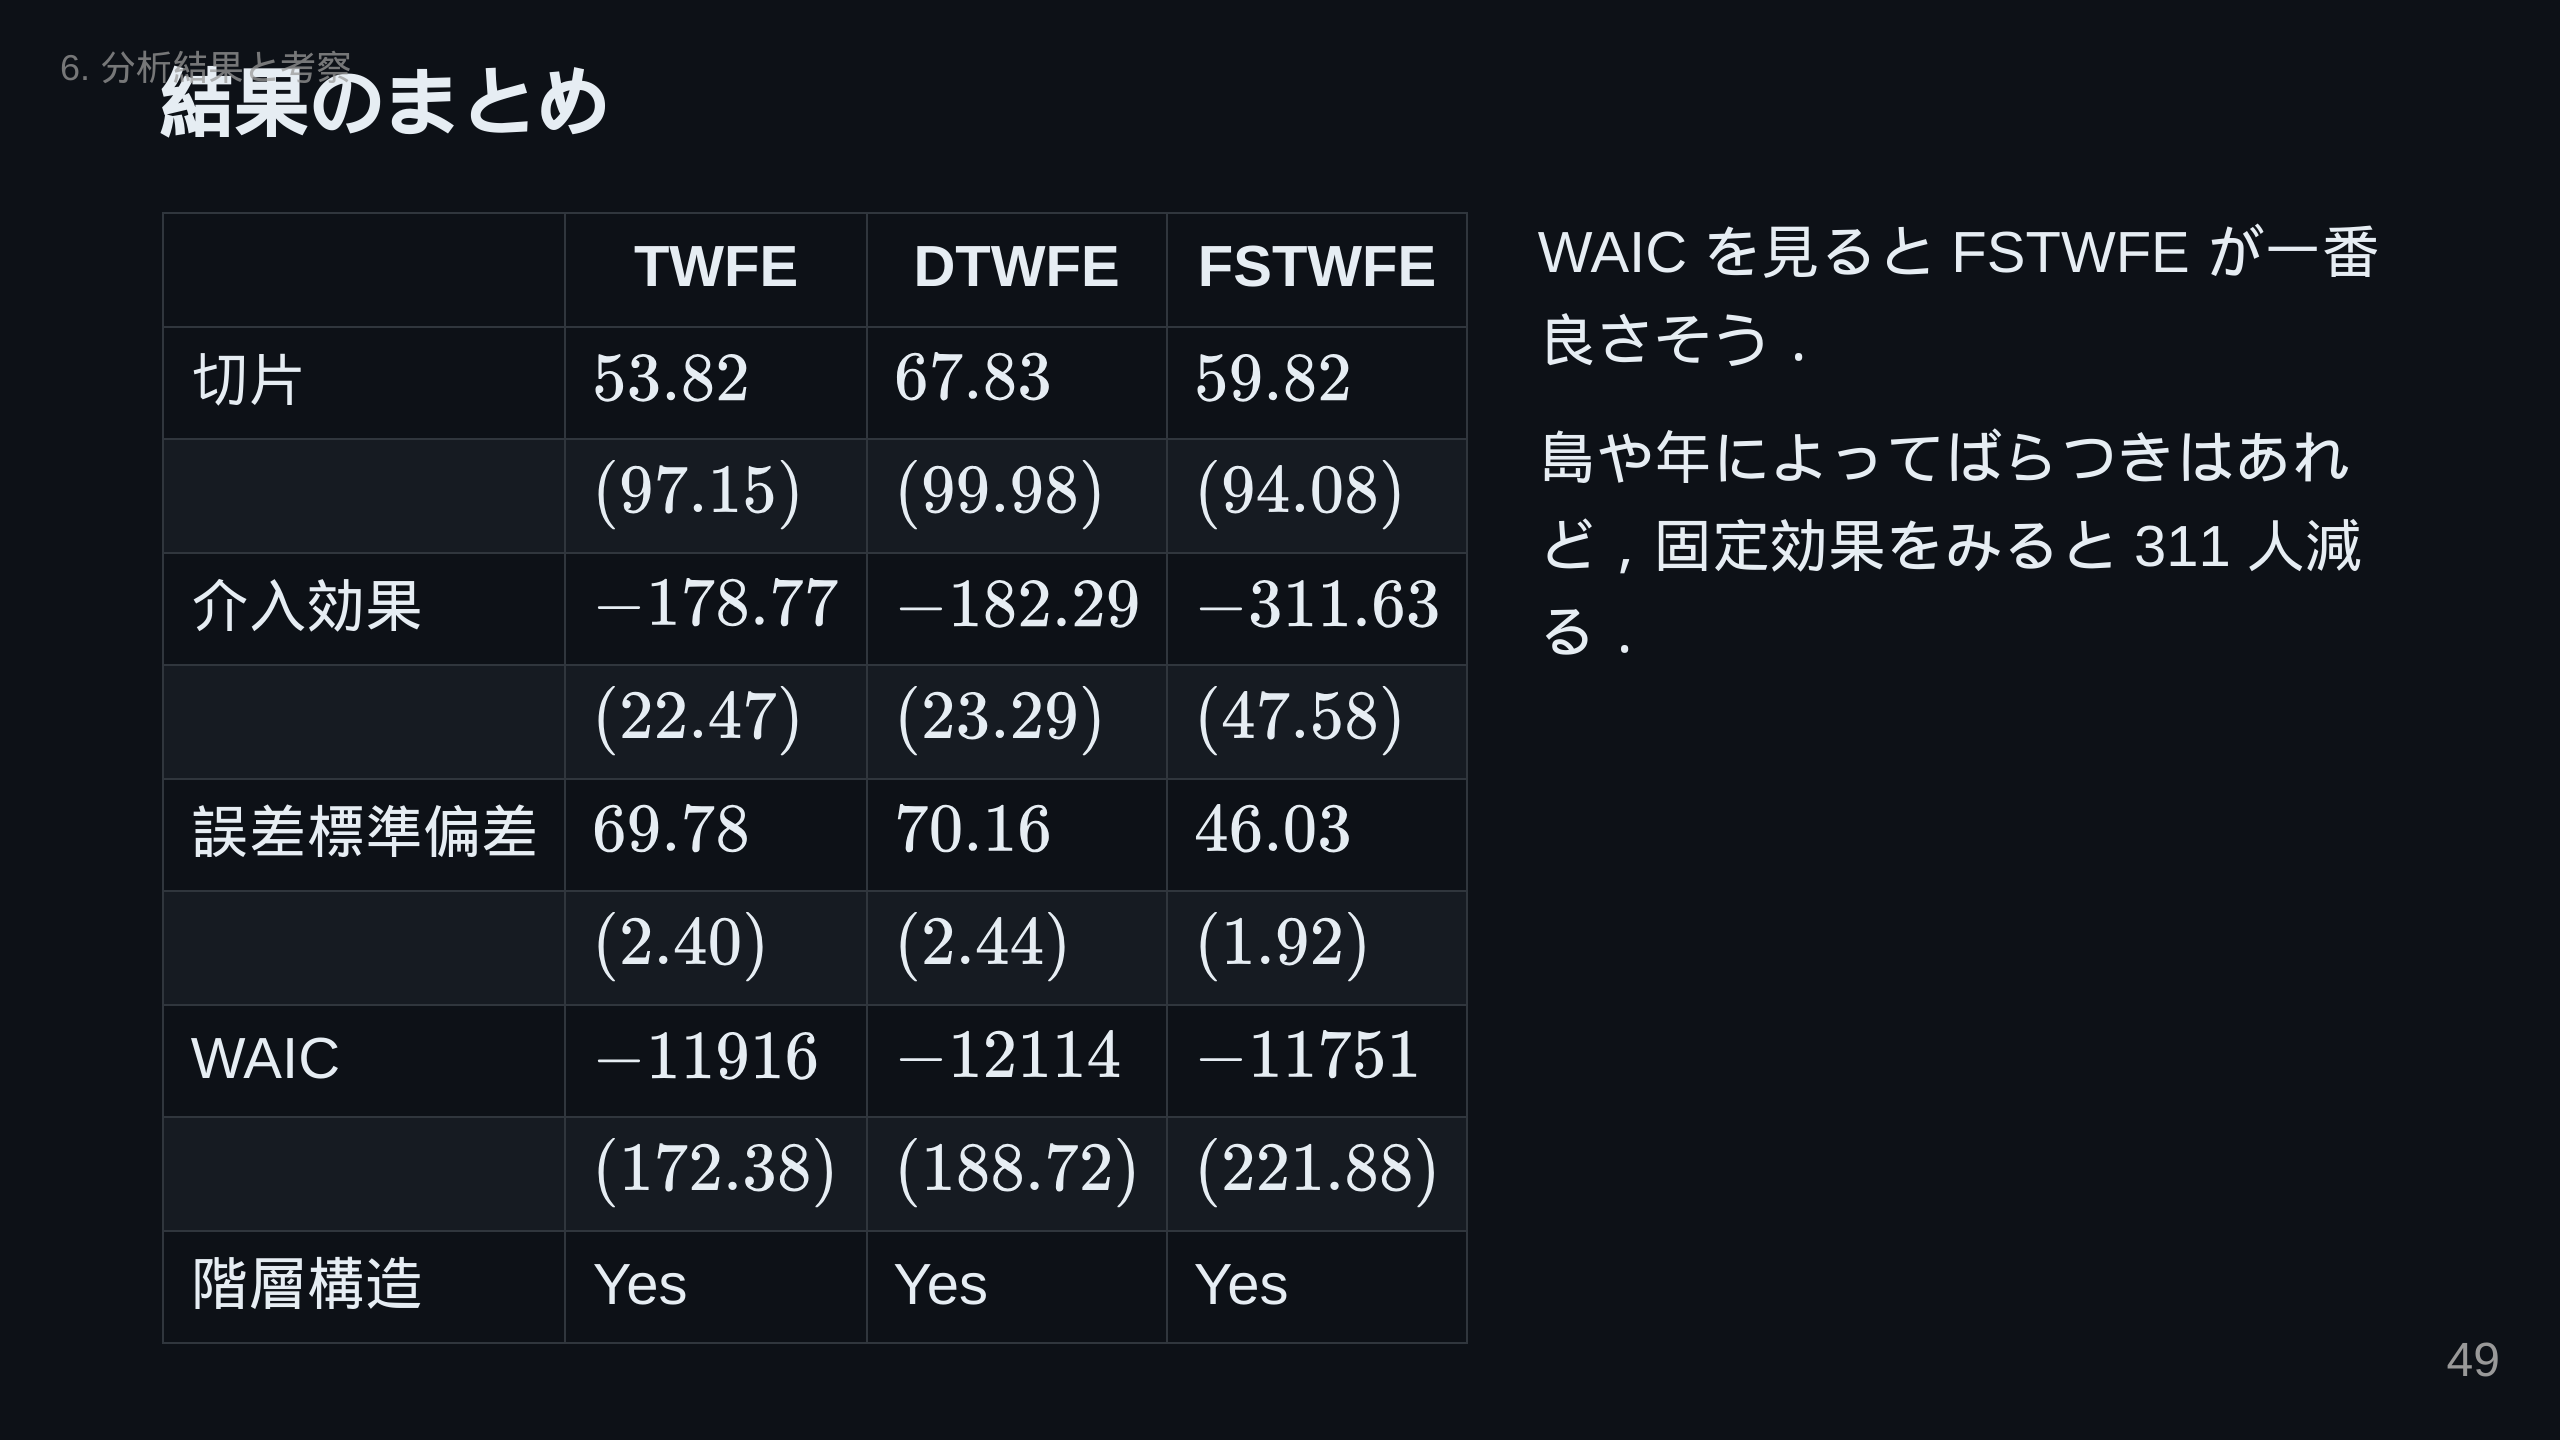 6. 分析結果と考察
結果のまとめ
TWFE DTWFE FSTWFE
切片 53.82 67.83 59.82
(97.15) (99.98) (94.08)
介入効果 −178.77 −182.29 −311.63
(22.47) (23.29) (47.58)
誤差標準偏差 69.78 70.16 46.03
(2.40) (2.44) (1.92)
WAIC −11916 −12114 −11751
(172.38) (188.72) (221.88)
階層構造 Yes Yes Yes
WAIC を見ると FSTWFE が一番
良さそう．
島や年によってばらつきはあれ
ど，固定効果をみると 311 人減
る．
49